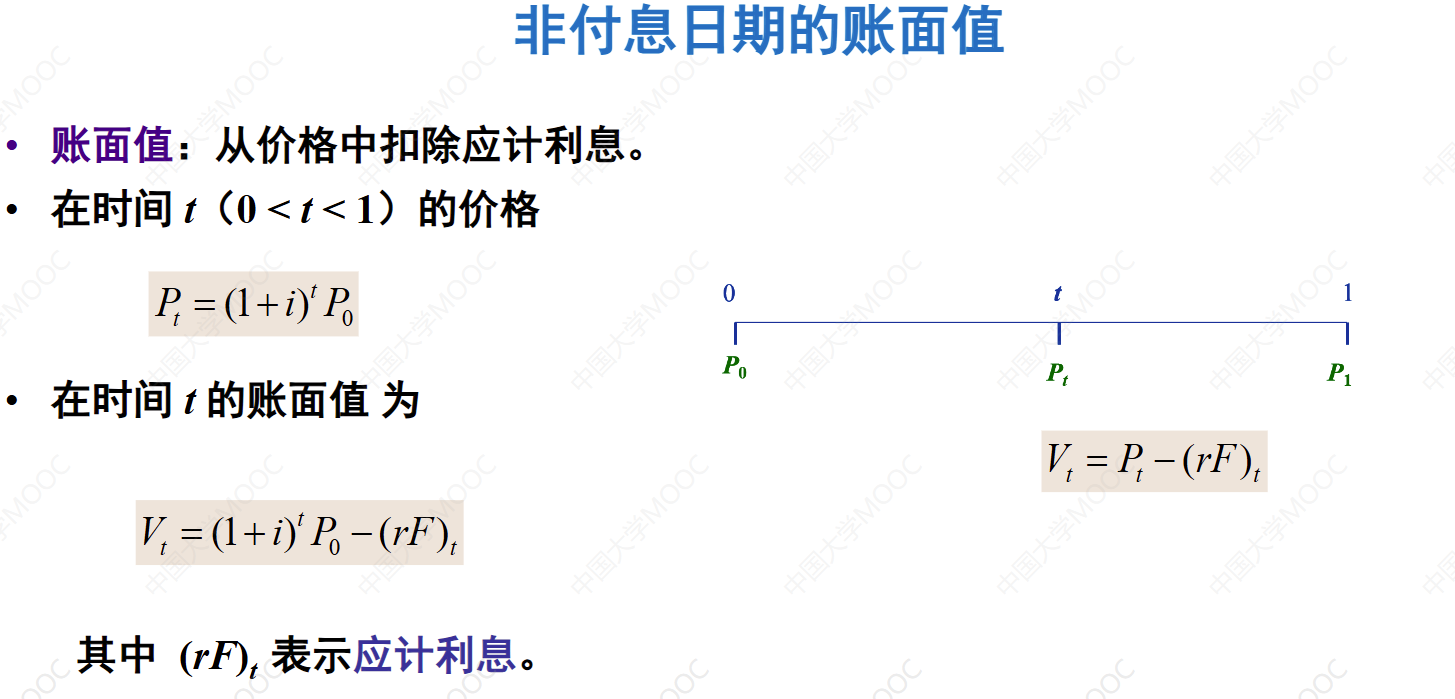 非付息日期的账面值
• 账面值：从价格中扣除应计利息。
• 在时间 t（0 < t < 1）的价格
P_t = (1+i)^t P_0
0 t 1
P_0 P_t P_1
• 在时间 t 的账面值 为
V_t = P_t − (rF)_t
V_t = (1+i)^t P_0 − (rF)_t
其中 (rF)_t 表示应计利息。
中国大学MOOC